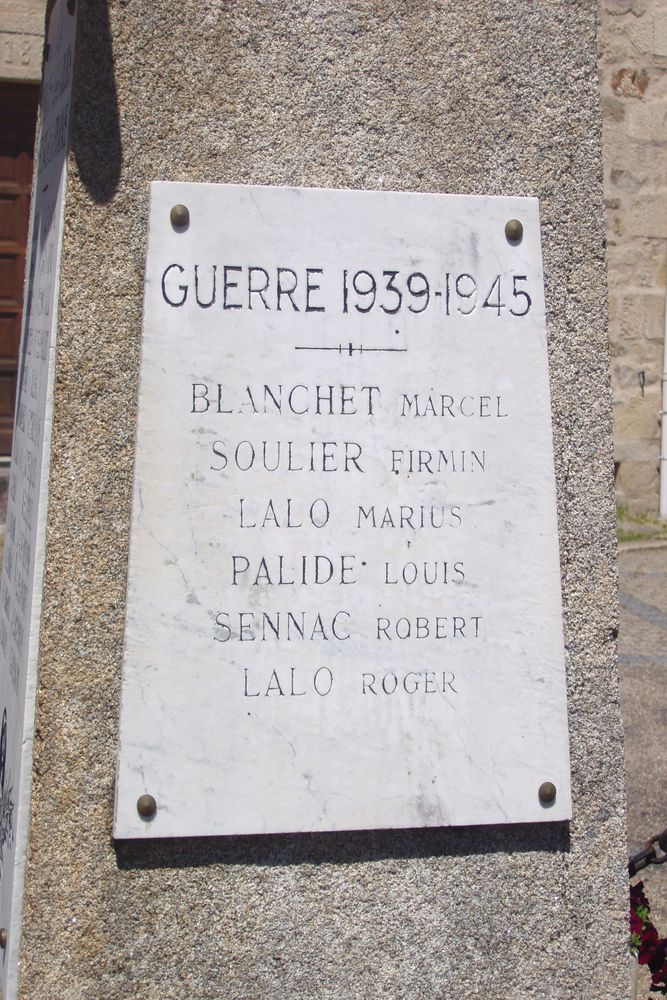 GUERRE 1939-1945
BLANCHET MARCEL
SOULIER FIRMIN
LALO MARIUS
PALIDE LOUIS
SENNAC ROBERT
LALO ROGER